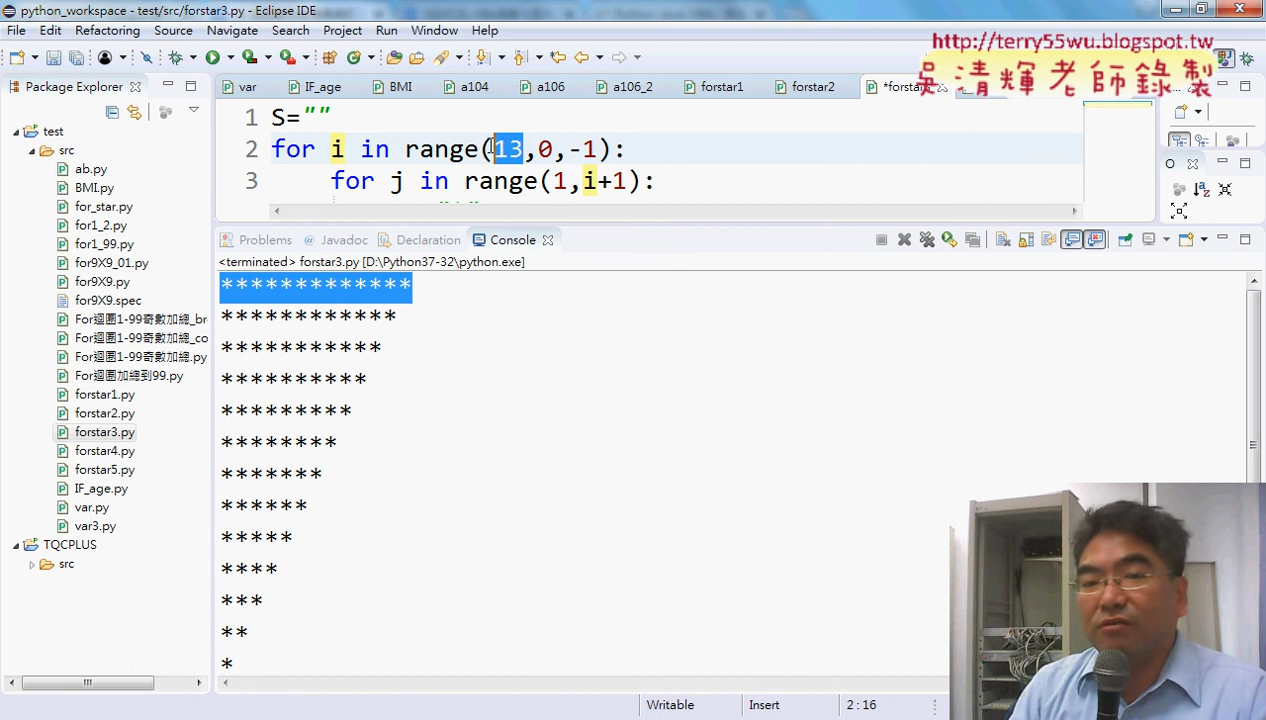 python_workspace - test/src/forstar3.py - Eclipse IDE
File Edit Refactoring Source Navigate Search Project Run Window Help
http://terry55wu.blogspot.tw
吳清輝老師錄製
Package Explorer
var IF_age BMI a104 a106 a106_2 forstar1 forstar2 *forstar
1 S=""
2 for i in range(13,0,-1):
3 for j in range(1,i+1):
test
src
ab.py
BMI.py
for_star.py
for1_2.py
for1_99.py
for9X9_01.py
for9X9.py
for9X9.spec
For迴圈1-99奇數加總_br
For迴圈1-99奇數加總_co
For迴圈1-99奇數加總.py
For迴圈加總到99.py
forstar1.py
forstar2.py
forstar3.py
forstar4.py
forstar5.py
IF_age.py
var.py
var3.py
TQCPLUS
src
Problems @ Javadoc Declaration Console
<terminated> forstar3.py [D:\Python37-32\python.exe]
*************
************
***********
**********
*********
********
*******
******
*****
****
***
**
*
Writable Insert 2 : 16